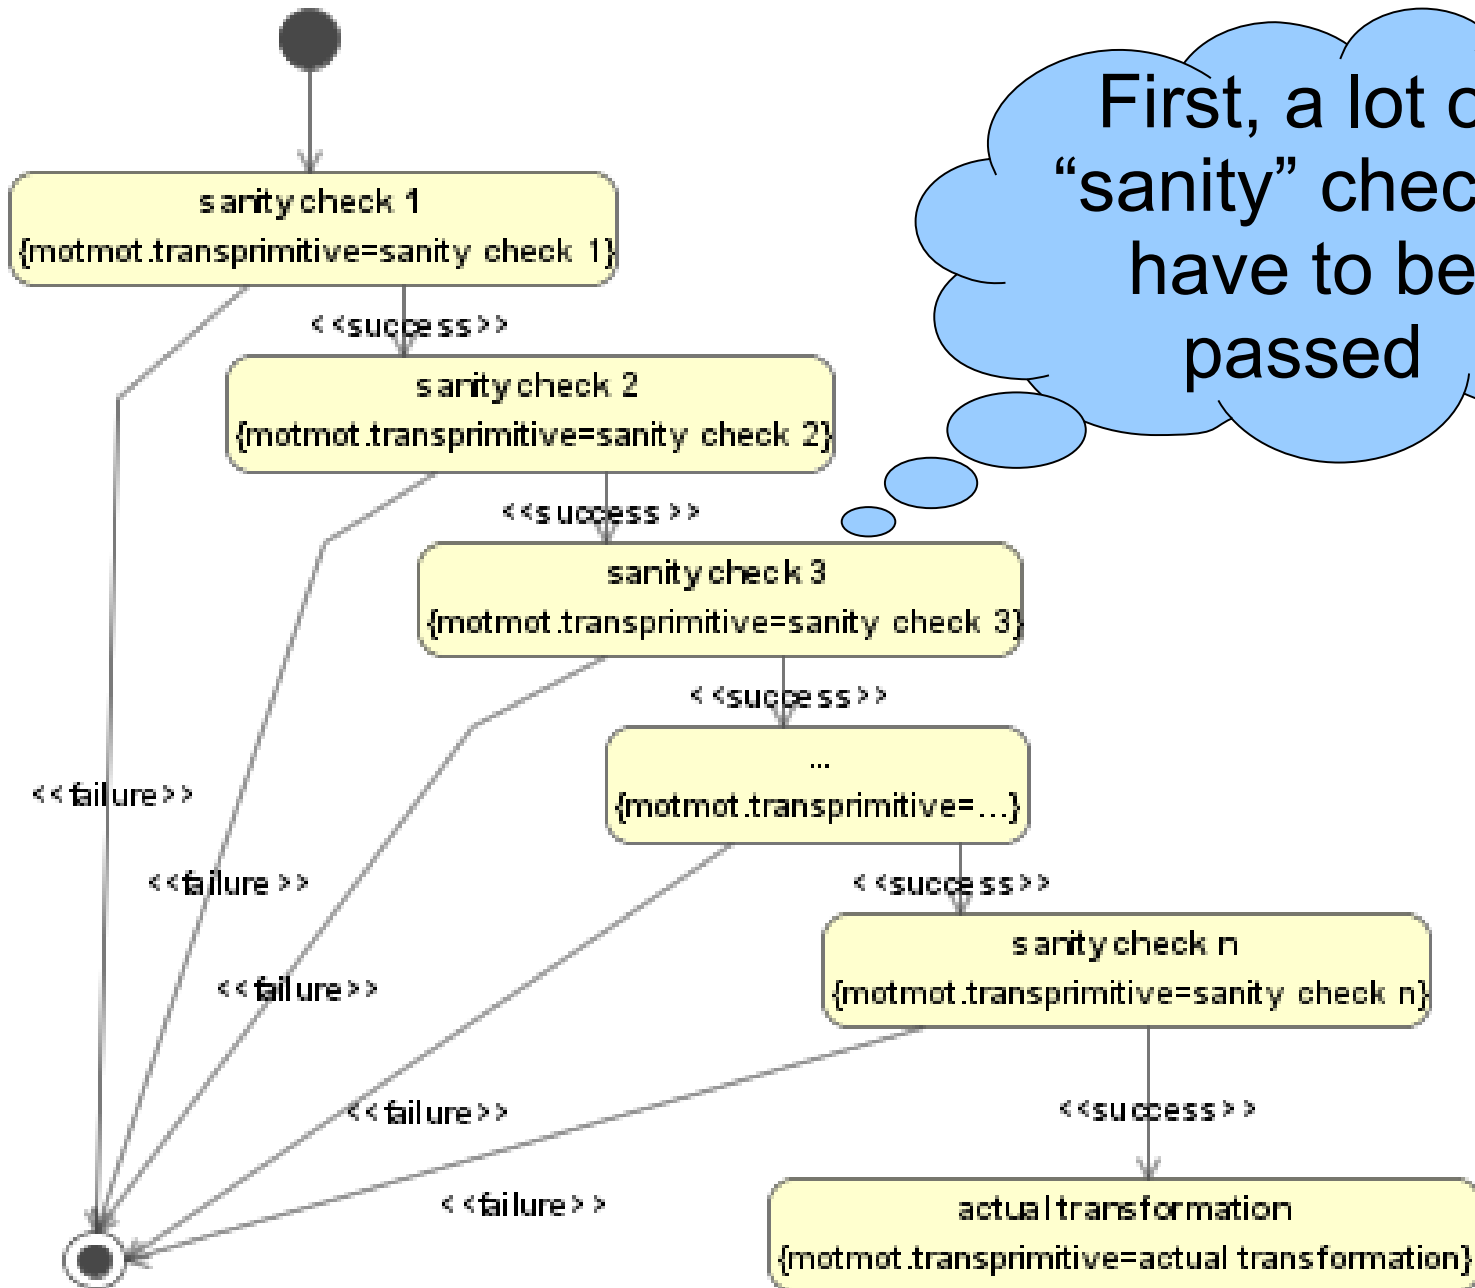 First, a lot
“sanity”
have to be
passed
sanity check 1
{motmot.transprimitive=sanity check 1}
<<success>>
sanity check 2
{motmot.transprimitive=sanity check 2}
<<success>>
sanity check 3
{motmot.transprimitive=sanity check 3}
<<success>>
...
{motmot.transprimitive=...}
<<failure>>
<<failure>>
<<success>>
sanity check n
{motmot.transprimitive=sanity check n}
<<failure>>
<<failure>>
<<success>>
<<failure>>
actual transformation
{motmot.transprimitive=actual transformation}